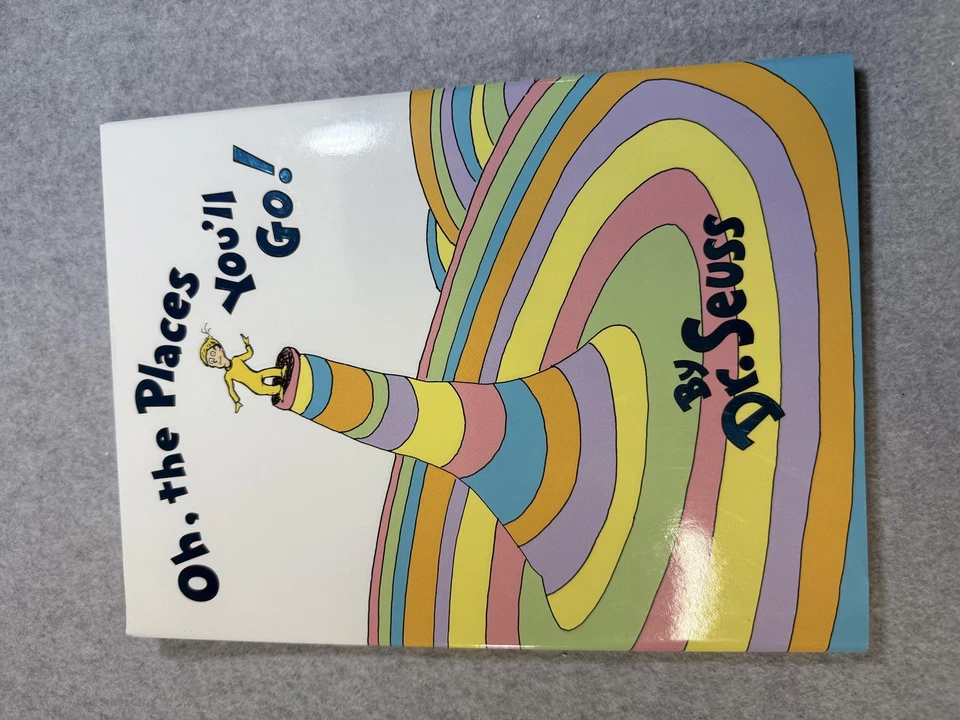 Oh, the Places
You'll
Go!
By
Dr. Seuss